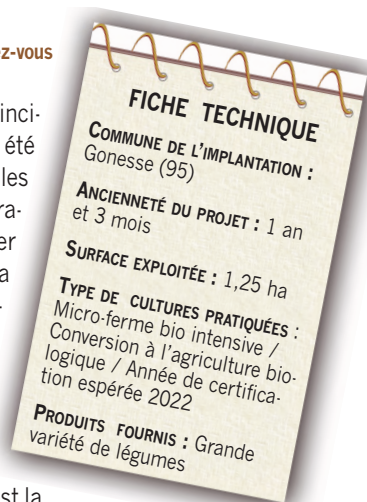 ez-vous
inci-
été
les
ra-
er
a
-
st la
FICHE TECHNIQUE
COMMUNE DE L'IMPLANTATION :
Gonesse (95)
ANCIENNETÉ DU PROJET : 1 an
et 3 mois
SURFACE EXPLOITÉE : 1,25 ha
TYPE DE CULTURES PRATIQUÉES :
Micro-ferme bio intensive /
Conversion à l'agriculture bio-
logique / Année de certifica-
tion espérée 2022
PRODUITS FOURNIS : Grande
variété de légumes